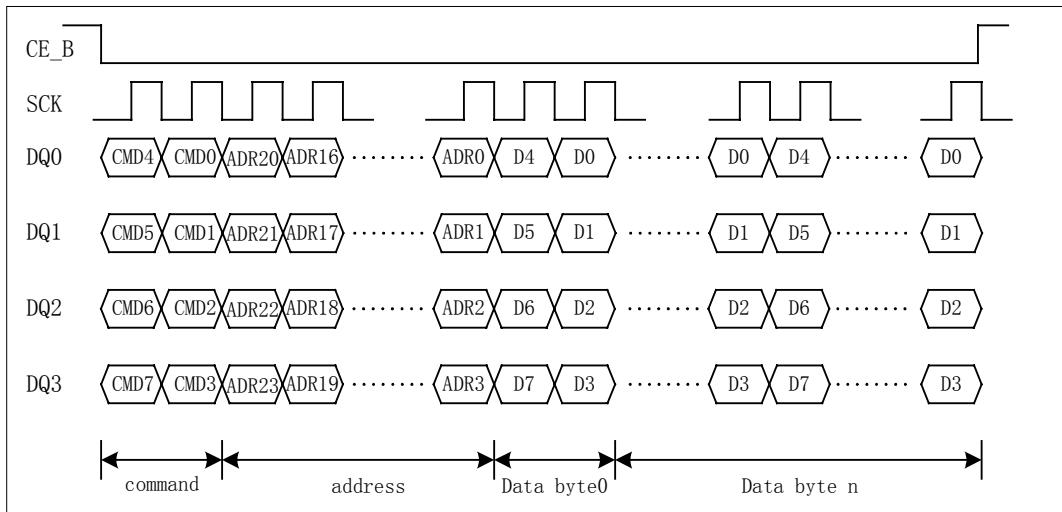 CE_B
SCK
DQ0 CMD4 CMD0 ADR20 ADR16 ADR0 D4 D0 D0 D4 D0
DQ1 CMD5 CMD1 ADR21 ADR17 ADR1 D5 D1 D1 D5 D1
DQ2 CMD6 CMD2 ADR22 ADR18 ADR2 D6 D2 D2 D6 D2
DQ3 CMD7 CMD3 ADR23 ADR19 ADR3 D7 D3 D3 D7 D3
command address Data byte0 Data byte n